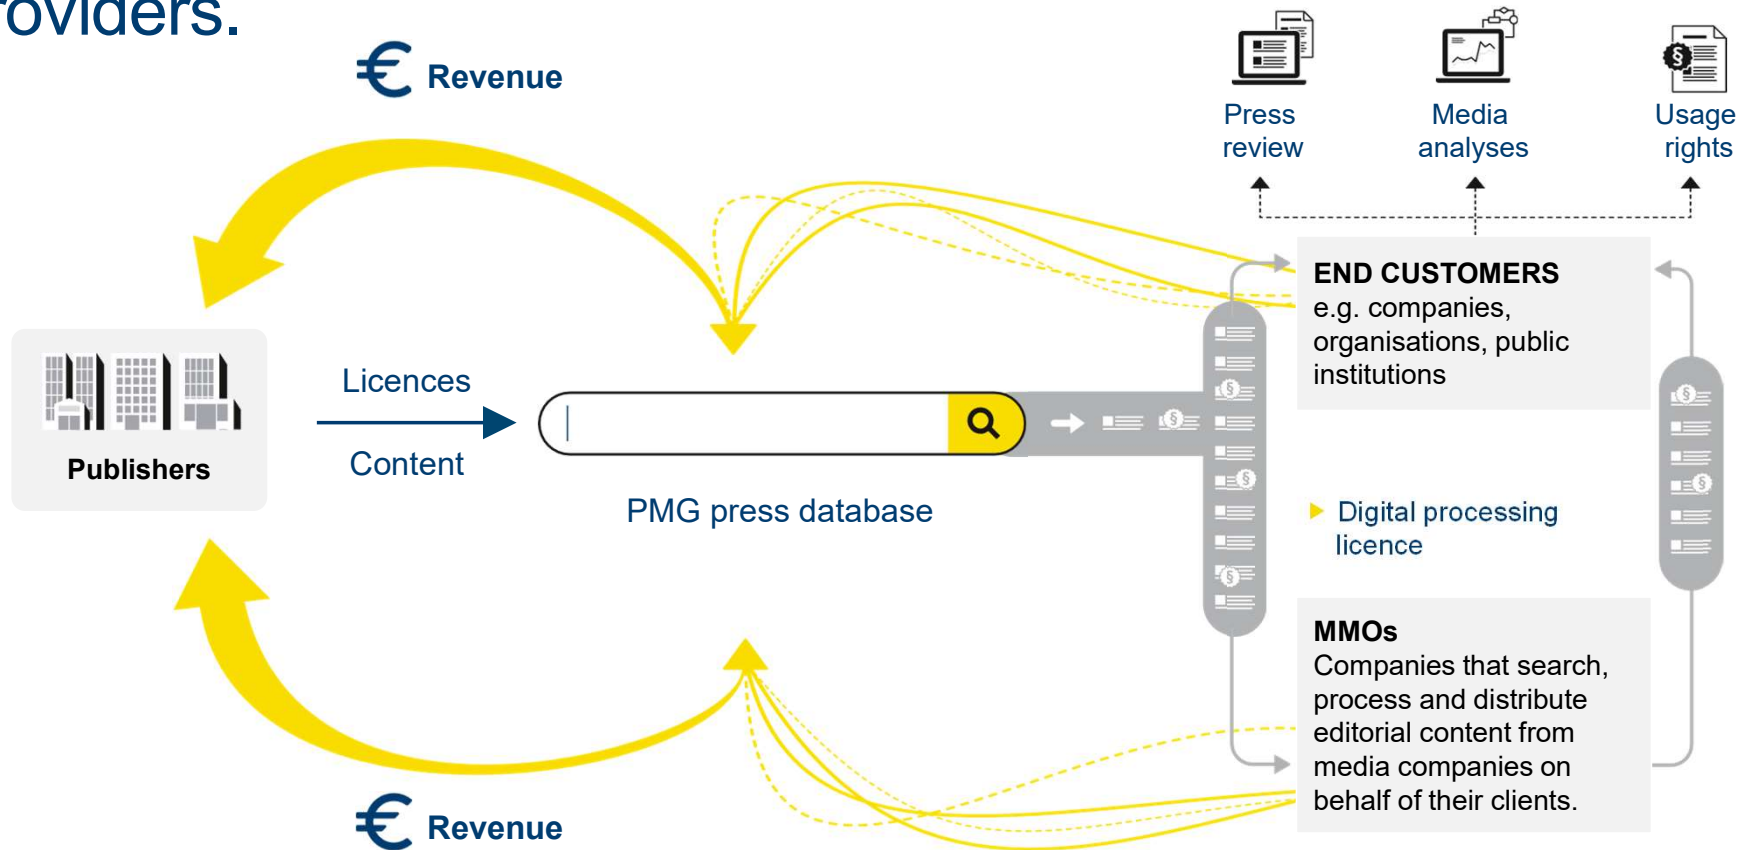 roviders.
€ Revenue
Press
review
Media
analyses
Usage
rights
Publishers
Licences
Content
PMG press database
END CUSTOMERS
e.g. companies,
organisations, public
institutions
Digital processing
licence
MMOs
Companies that search,
process and distribute
editorial content from
media companies on
behalf of their clients.
€ Revenue